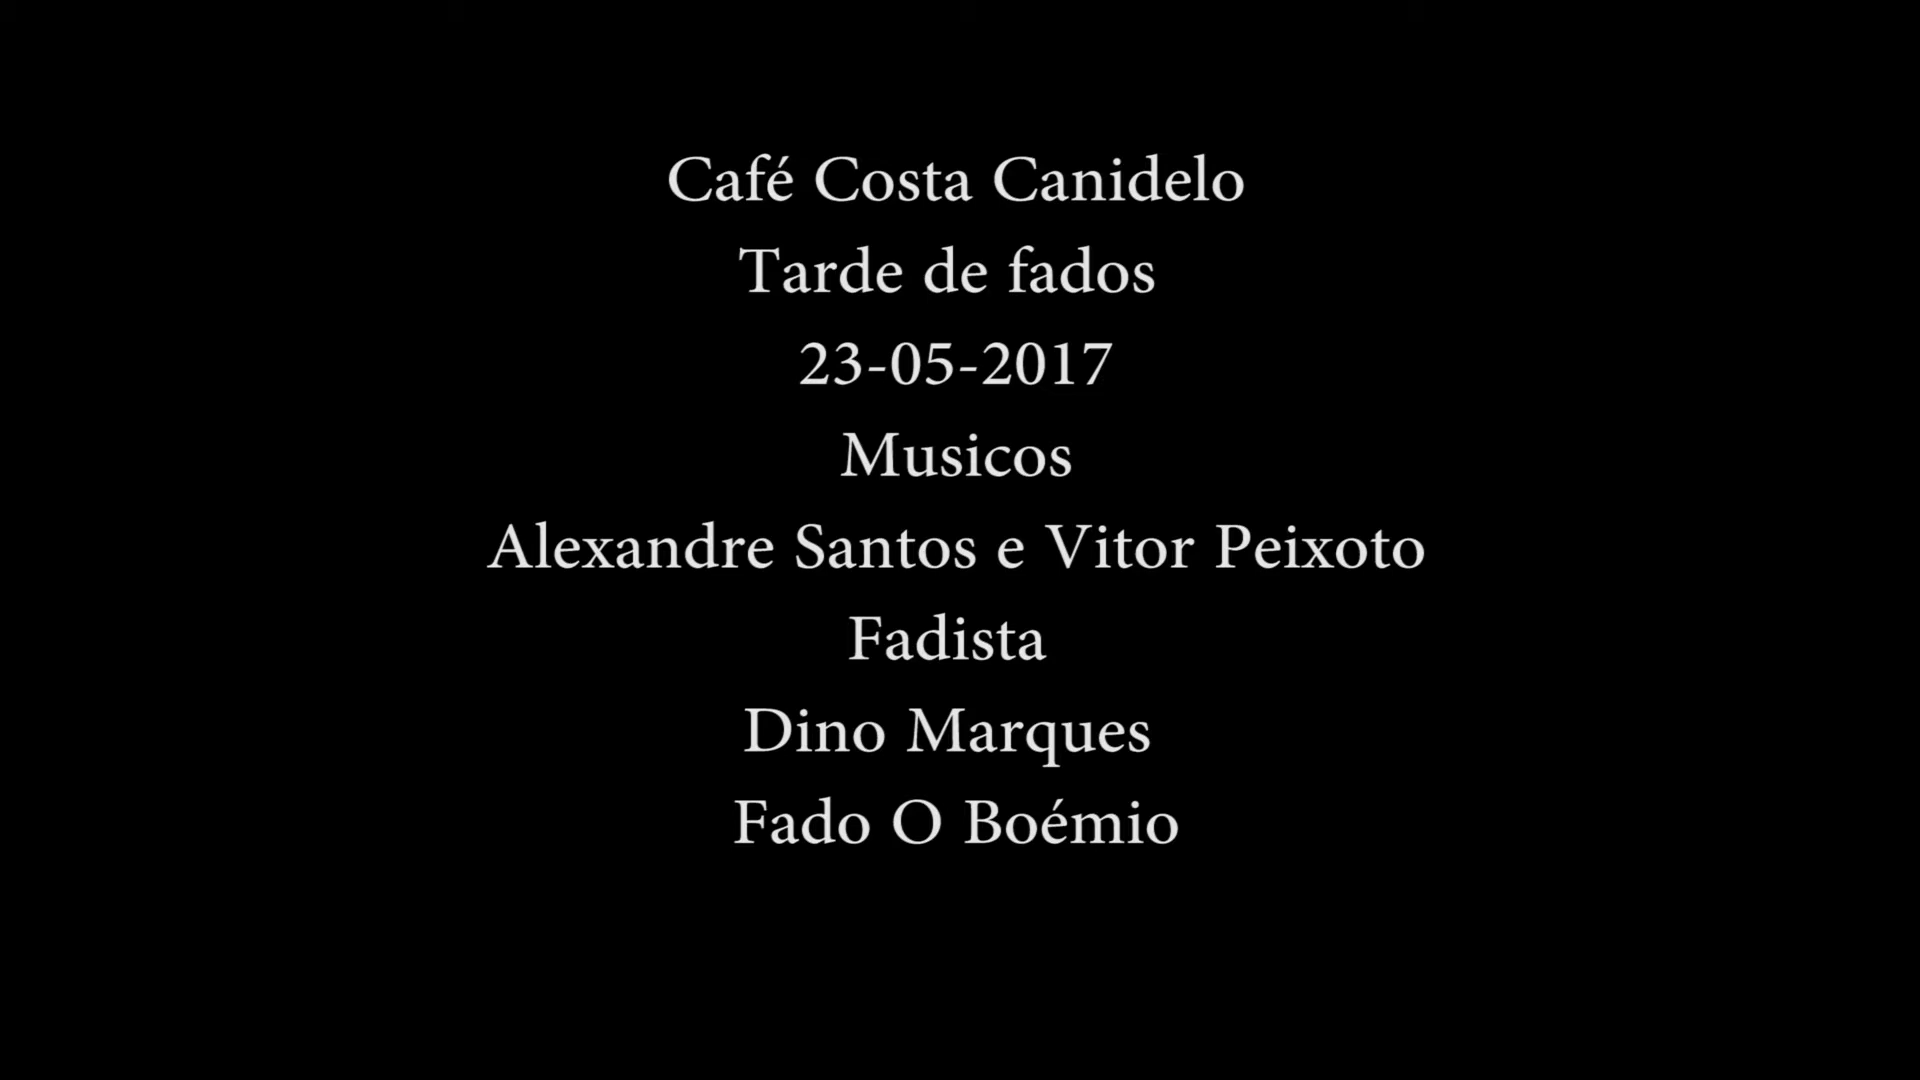 Café Costa Canidelo
Tarde de fados
23-05-2017
Musicos
Alexandre Santos e Vitor Peixoto
Fadista
Dino Marques
Fado O Boémio